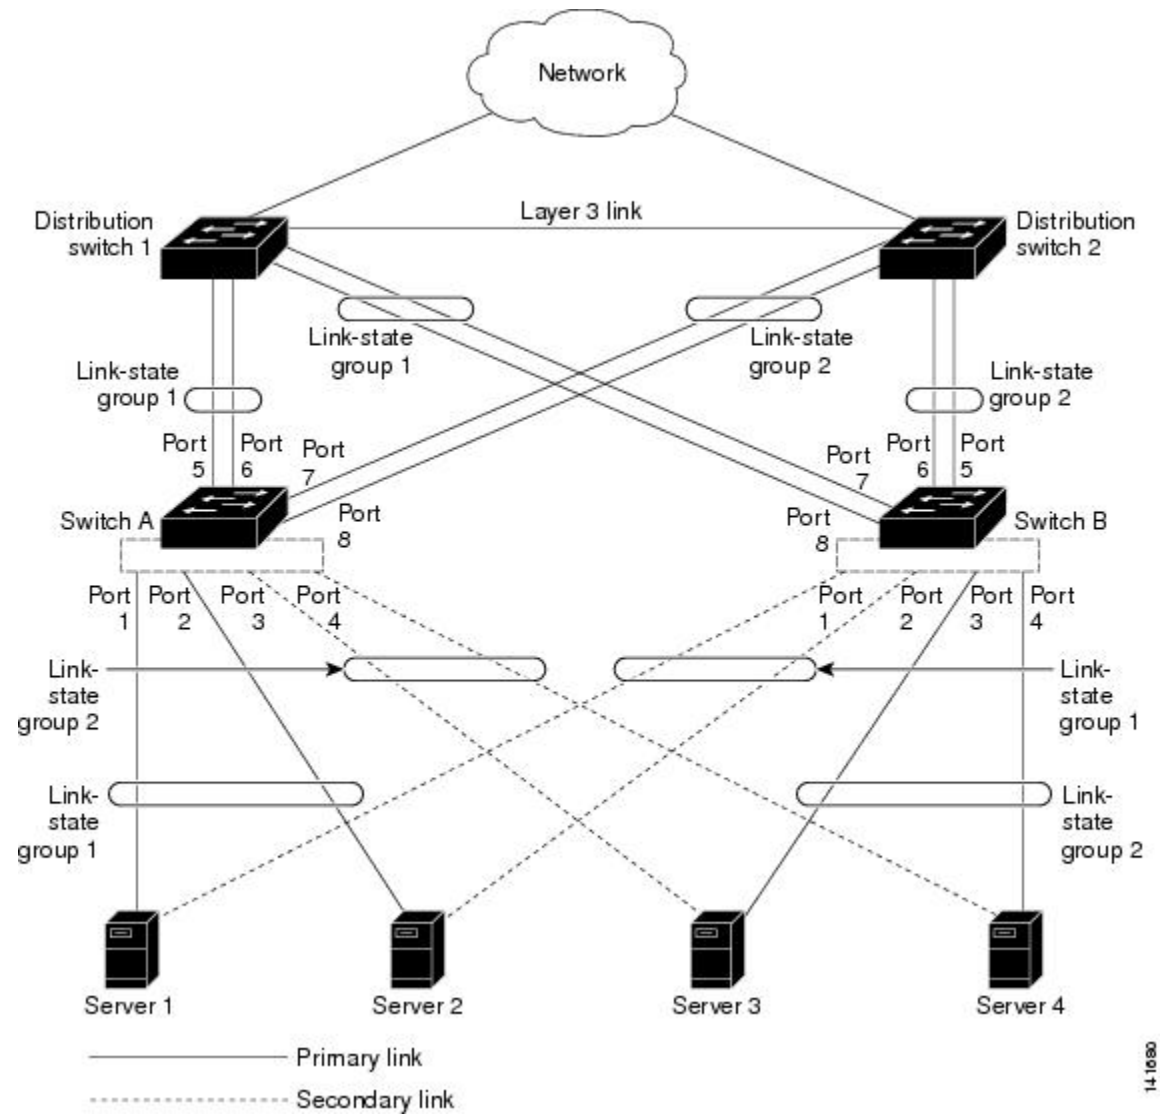 Network
Layer 3 link
Distribution
switch 1
Distribution
switch 2
Link-state
group 1
Link-state
group 2
Link-state
group 1
Link-state
group 2
Port
5
Port
6
Port
7
Port
8
Port
7
Port
6
Port
5
Port
8
Switch A
Switch B
Port
1
Port
2
Port
3
Port
4
Port
1
Port
2
Port
3
Port
4
Link-
state
group 2
Link-
state
group 1
Link-
state
group 1
Link-
state
group 2
Server 1
Server 2
Server 3
Server 4
Primary link
Secondary link
141680